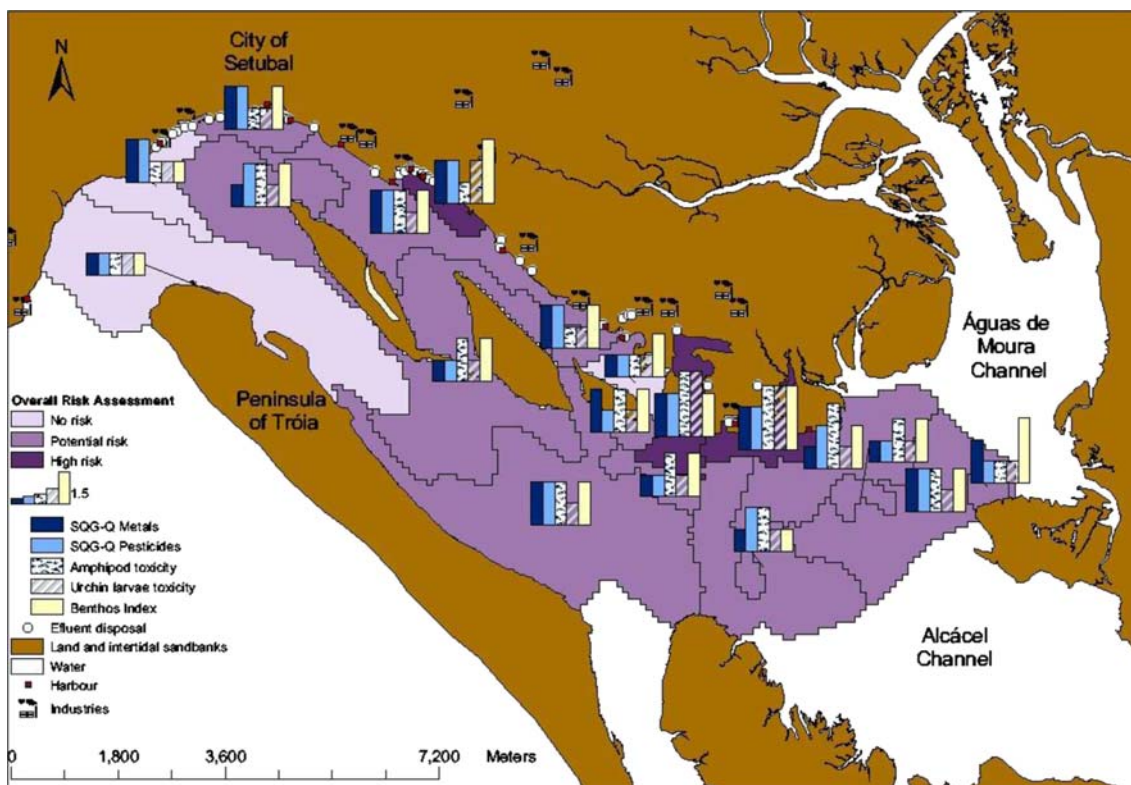 N
City of
Setubal
Águas de
Moura
Channel
Peninsula
of Tróia
Alcácel
Channel
Overall Risk Assessment
No risk
Potential risk
High risk
1.5
SQG-Q Metals
SQG-Q Pesticides
Amphipod toxicity
Urchin larvae toxicity
Benthos Index
Effluent disposal
Land and intertidal sandbanks
Water
Harbour
Industries
0 1,800 3,600 7,200 Meters